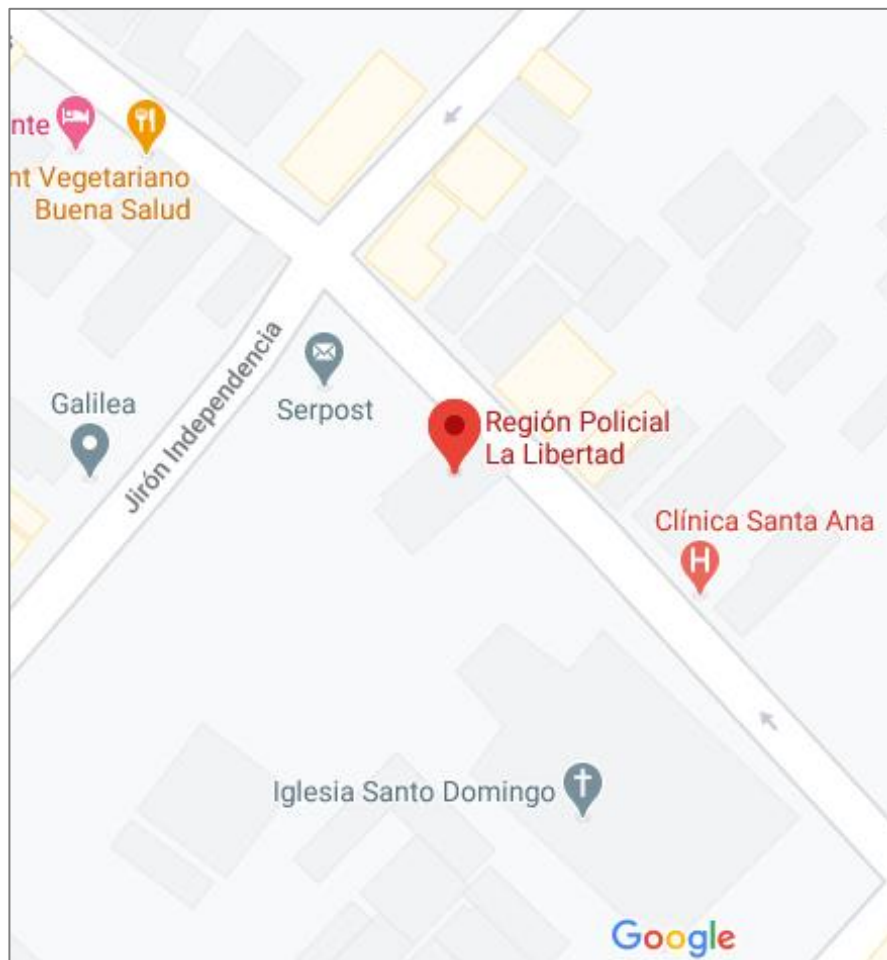 nte
nt Vegetariano
Buena Salud
Galilea
Jirón Independencia
Serpost
Región Policial
La Libertad
Clínica Santa Ana
H
Iglesia Santo Domingo
Google